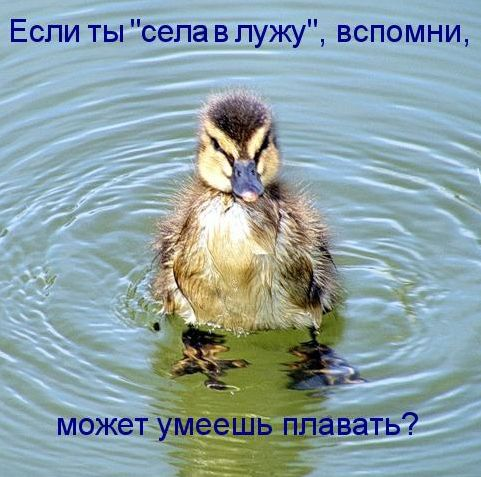 Если ты "села в лужу", вспомни,
может умеешь плавать?